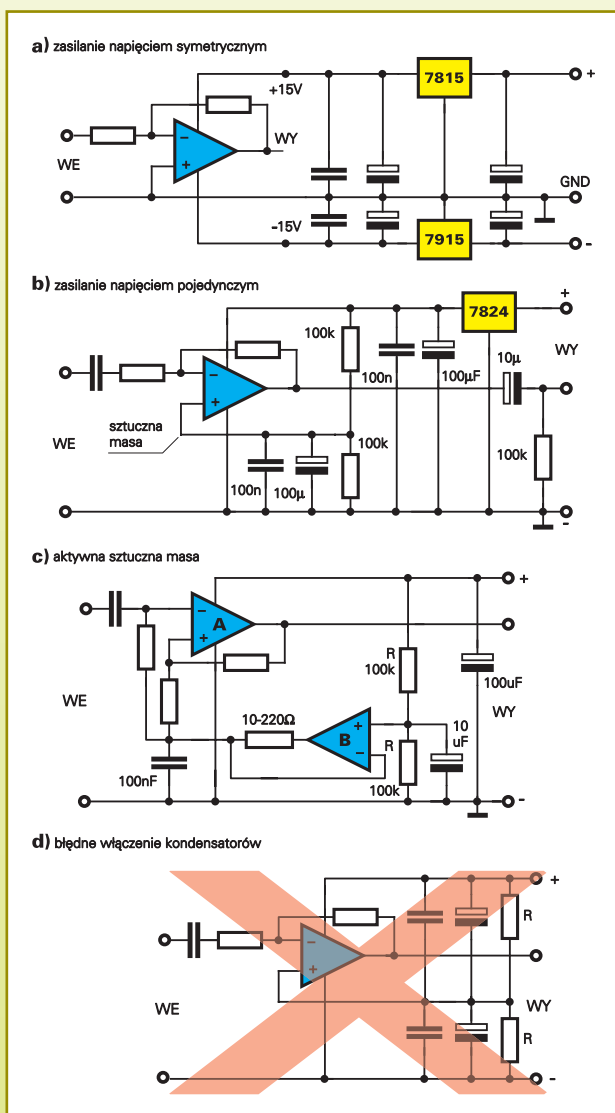 a) zasilanie napięciem symetrycznym
7815
+
+15V
WY
−
+
WE
GND
-15V
7915
-
b) zasilanie napięciem pojedynczym
+
7824
100k
10µ
WY
−
+
100n
100µF
sztuczna
masa
WE
100k
100k
100n
100µ
-
c) aktywna sztuczna masa
+
−
A
+
R
100k
100uF
WE
10-220Ω
WY
+
10
uF
B
R
−
100nF
100k
-
d) błędne włączenie kondensatorów
+
R
−
+
WE
WY
R
-